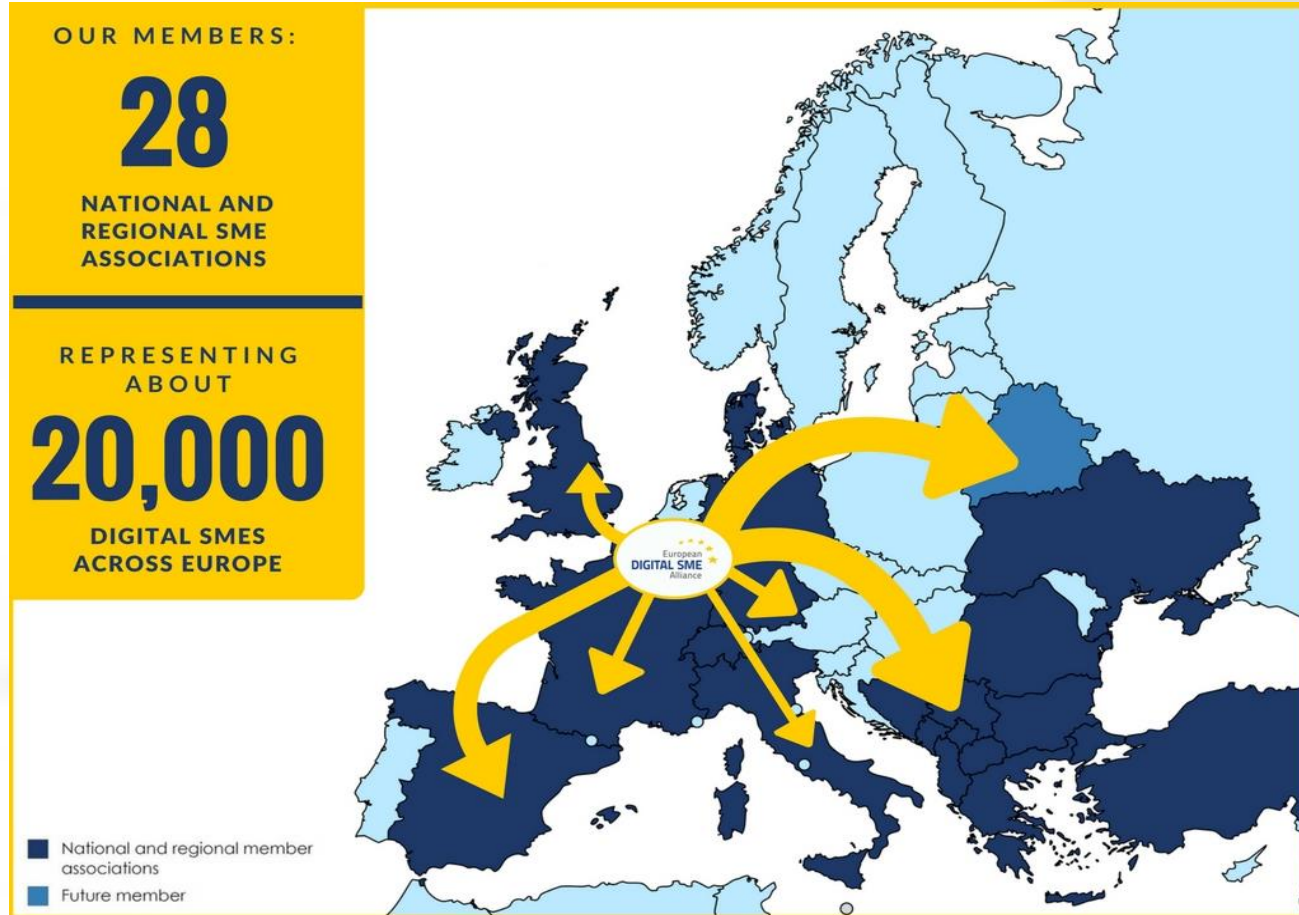 OUR MEMBERS:
28
NATIONAL AND
REGIONAL SME
ASSOCIATIONS
REPRESENTING
ABOUT
20,000
DIGITAL SMES
ACROSS EUROPE
European
DIGITAL SME
Alliance
National and regional member
associations
Future member